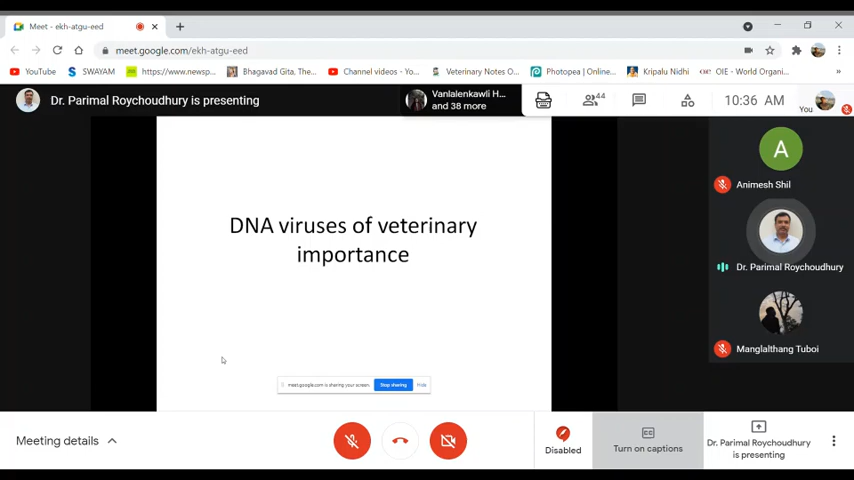 Meet - ekh-atgu-eed
meet.google.com/ekh-atgu-eed
YouTube
SWAYAM
https://www.newsp...
Bhagavad Gita, The...
Channel videos - Yo...
Veterinary Notes O...
Photopea | Online...
Kripalu Nidhi
OIE - World Organi...
Dr. Parimal Roychoudhury is presenting
Vanlalenkawli H...
and 38 more
44
10:36 AM
You
DNA viruses of veterinary
importance
A
Animesh Shil
Dr. Parimal Roychoudhury
Manglalthang Tuboi
meet.google.com is sharing your screen.
Stop sharing
Hide
Meeting details
Disabled
CC
Turn on captions
Dr. Parimal Roychoudhury
is presenting